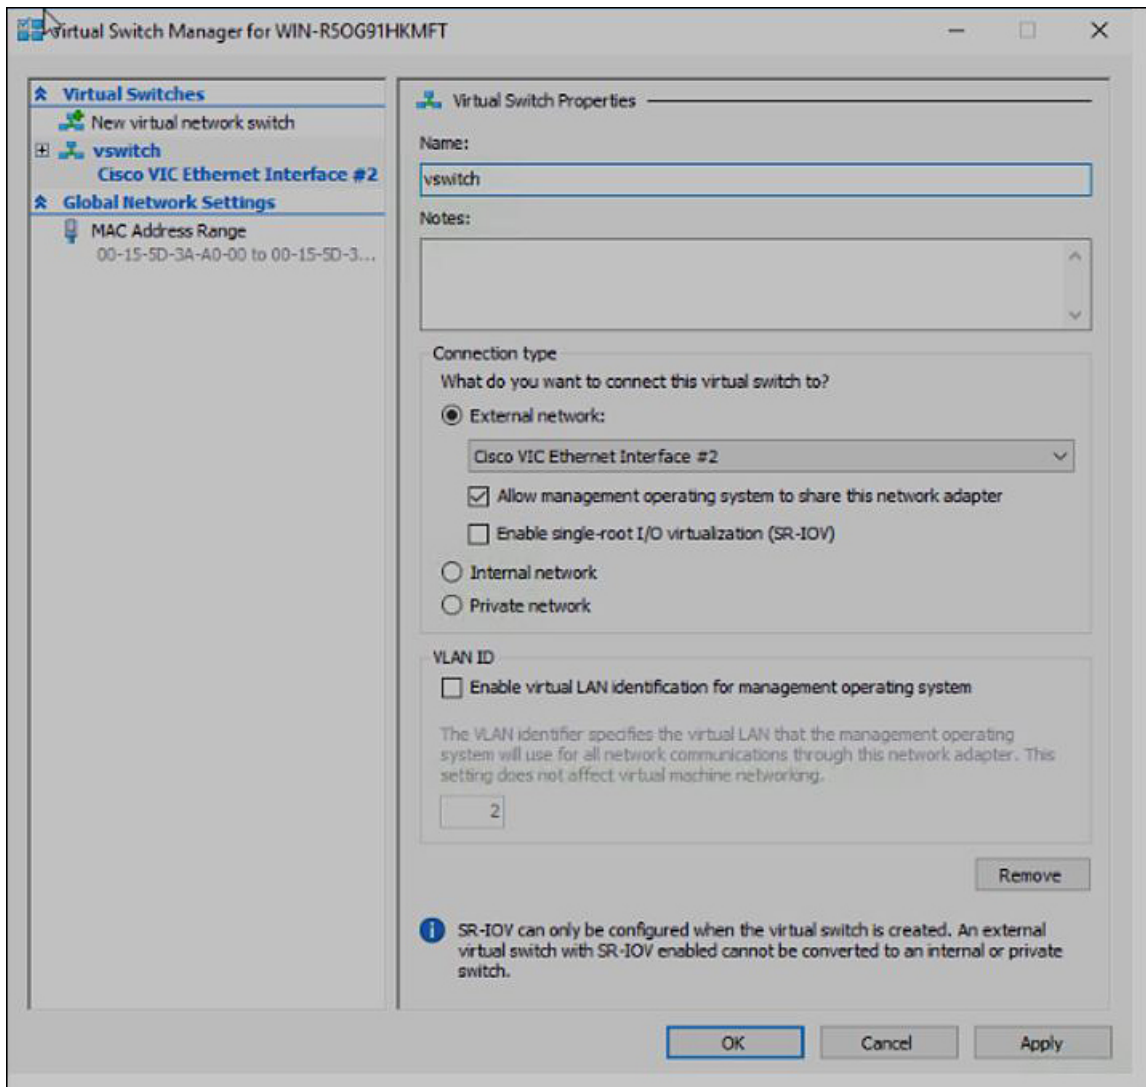 Virtual Switch Manager for WIN-R5OG91HKMFT
Virtual Switches
New virtual network switch
vswitch
Cisco VIC Ethernet Interface #2
Global Network Settings
MAC Address Range
00-15-5D-3A-A0-00 to 00-15-5D-3...
Virtual Switch Properties
Name:
vswitch
Notes:
Connection type
What do you want to connect this virtual switch to?
External network:
Cisco VIC Ethernet Interface #2
Allow management operating system to share this network adapter
Enable single-root I/O virtualization (SR-IOV)
Internal network
Private network
VLAN ID
Enable virtual LAN identification for management operating system
The VLAN identifier specifies the virtual LAN that the management operating
system will use for all network communications through this network adapter. This
setting does not affect virtual machine networking.
2
Remove
SR-IOV can only be configured when the virtual switch is created. An external
virtual switch with SR-IOV enabled cannot be converted to an internal or private
switch.
OK
Cancel
Apply